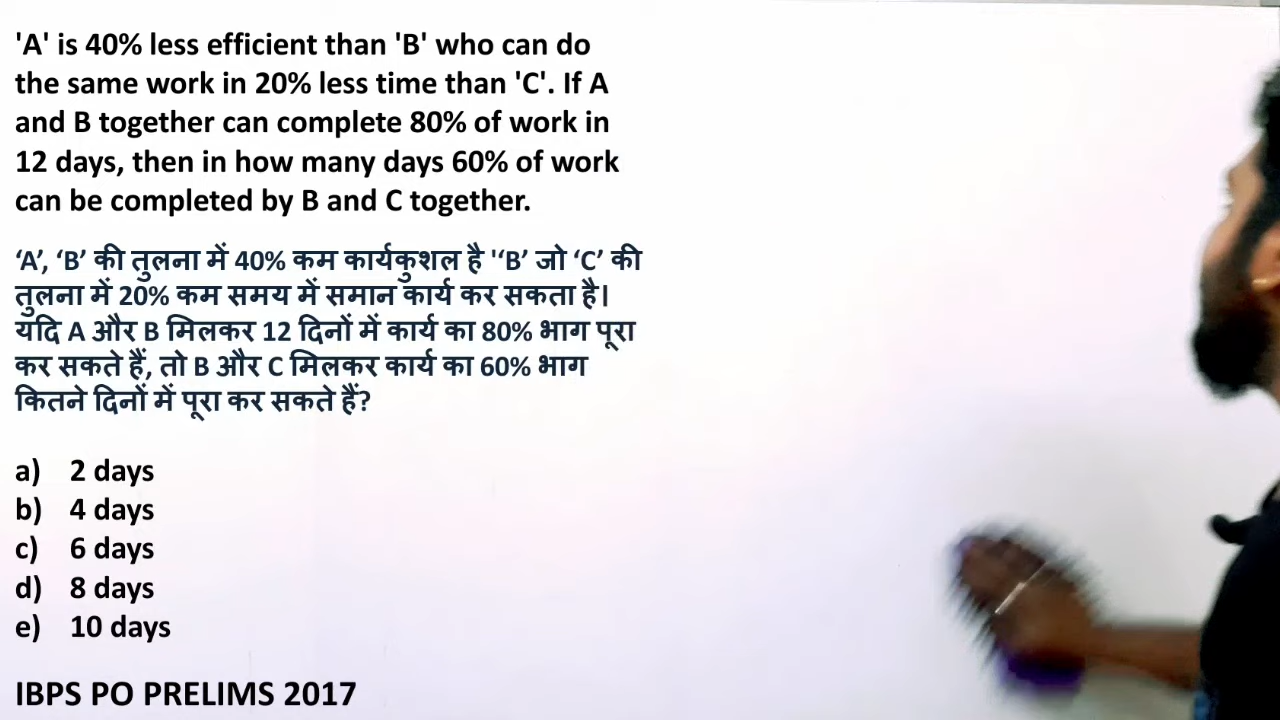 'A' is 40% less efficient than 'B' who can do
the same work in 20% less time than 'C'. If A
and B together can complete 80% of work in
12 days, then in how many days 60% of work
can be completed by B and C together.
‘A’, ‘B’ की तुलना में 40% कम कार्यकुशल है '‘B’ जो ‘C’ की
तुलना में 20% कम समय में समान कार्य कर सकता है।
यदि A और B मिलकर 12 दिनों में कार्य का 80% भाग पूरा
कर सकते हैं, तो B और C मिलकर कार्य का 60% भाग
कितने दिनों में पूरा कर सकते हैं?
a) 2 days
b) 4 days
c) 6 days
d) 8 days
e) 10 days
IBPS PO PRELIMS 2017